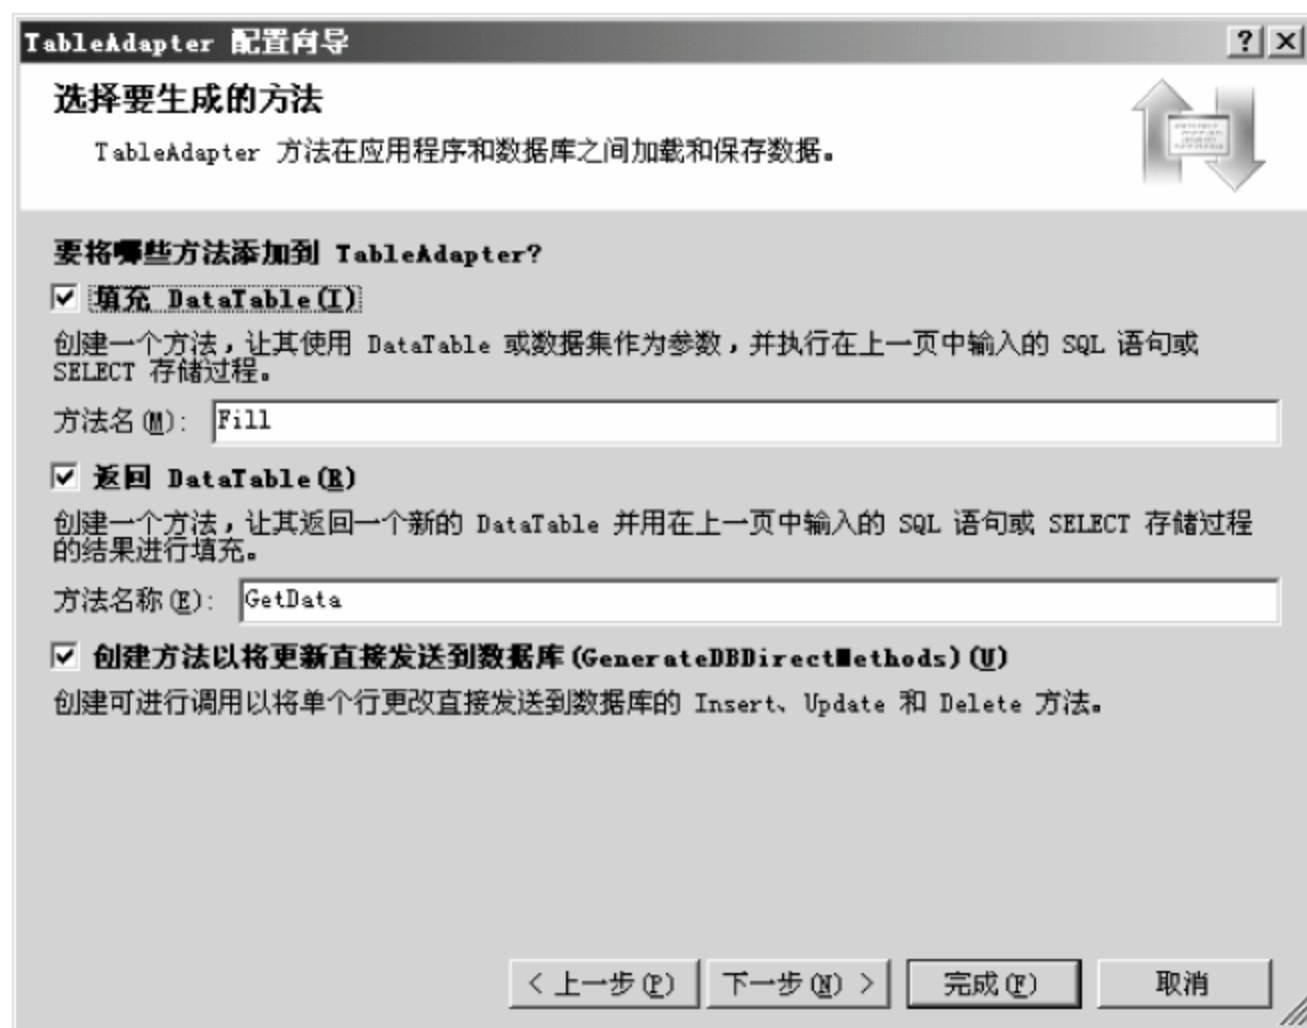 TableAdapter 配置向导
选择要生成的方法
TableAdapter 方法在应用程序和数据库之间加载和保存数据。
要将哪些方法添加到 TableAdapter?
填充 DataTable(I)
创建一个方法，让其使用 DataTable 或数据集作为参数，并执行在上一页中输入的 SQL 语句或
SELECT 存储过程。
方法名(M): Fill
返回 DataTable(R)
创建一个方法，让其返回一个新的 DataTable 并用在上一页中输入的 SQL 语句或 SELECT 存储过程
的结果进行填充。
方法名称(E): GetData
创建方法以将更新直接发送到数据库(GenerateDBDirectMethods)(U)
创建可进行调用以将单个行更改直接发送到数据库的 Insert、Update 和 Delete 方法。
< 上一步(P) 下一步(N) > 完成(F) 取消